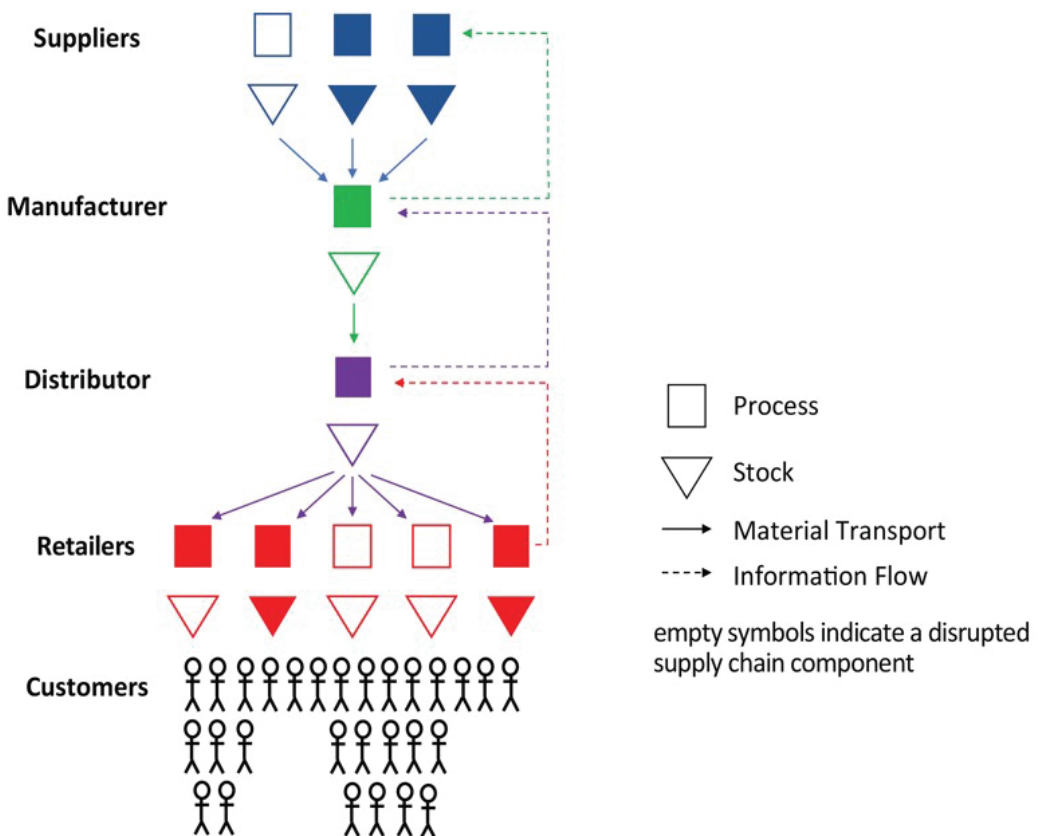 Suppliers
Manufacturer
Distributor
Retailers
Customers
Process
Stock
Material Transport
Information Flow
empty symbols indicate a disrupted
supply chain component